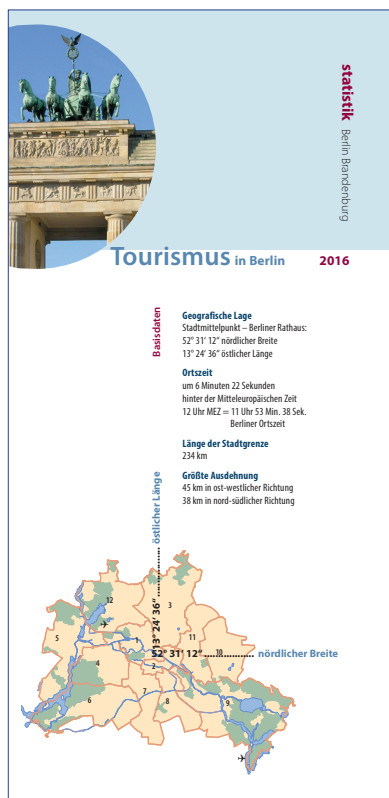 statistik Berlin Brandenburg
Tourismus in Berlin 2016
Basisdaten
Geografische Lage
Stadtmittelpunkt – Berliner Rathaus:
52° 31’ 12“ nördlicher Breite
13° 24’ 36“ östlicher Länge
Ortszeit
um 6 Minuten 22 Sekunden
hinter der Mitteleuropäischen Zeit
12 Uhr MEZ = 11 Uhr 53 Min. 38 Sek.
Berliner Ortszeit
Länge der Stadtgrenze
234 km
Größte Ausdehnung
45 km in ost-westlicher Richtung
38 km in nord-südlicher Richtung
13° 24’ 36“ ................. östlicher Länge
12
3
5
1
11
52° 31’ 12“ ................. nördlicher Breite
10
4
2
7
6
8
9